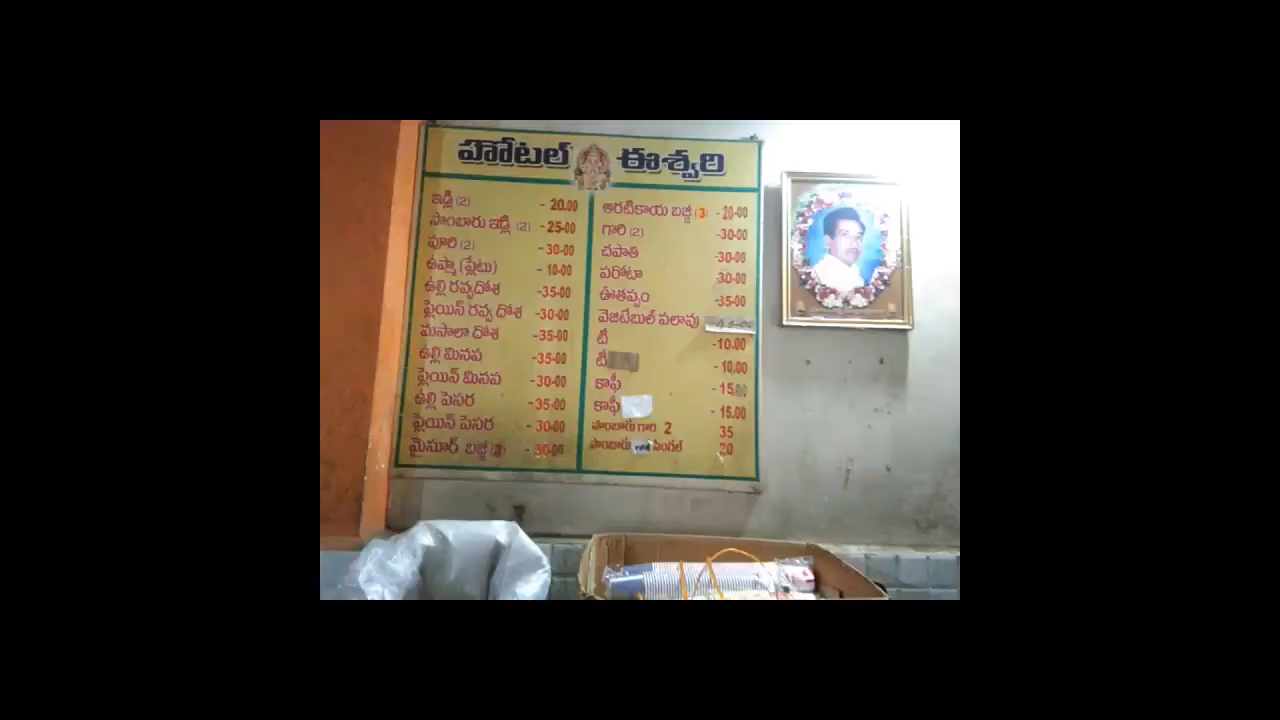 హోటల్ ఈశ్వరి
ఇడ్లి (2) - 20.00
సాంబారు ఇడ్లి (2) - 25-00
పూరి (2) - 30-00
ఉప్మా (ప్లేటు) - 10-00
ఉల్లి రవ్వదోశ - 35-00
ప్లైయిన్ రవ్వ దోశ - 30-00
మసాలా దోశ - 35-00
ఉల్లి మినప - 35-00
ప్లైయిన్ మినప - 30-00
ఉల్లి పెసర - 35-00
ప్లైయిన్ పెసర - 30-00
మైసూర్ బజ్జీ - 30-00
అరటికాయ బజ్జీ (3) - 20-00
గారి (2) - 30-00
చపాతి - 30-00
పరోటా 30-00
ఊతప్పం - 35-00
వెజిటేబుల్ పలావు
టీ - 10.00
టీ - 10.00
కాఫీ - 15.00
కాఫీ - 15.00
సాంబారు గారి 2 35
సాంబారు సింగల్ 20